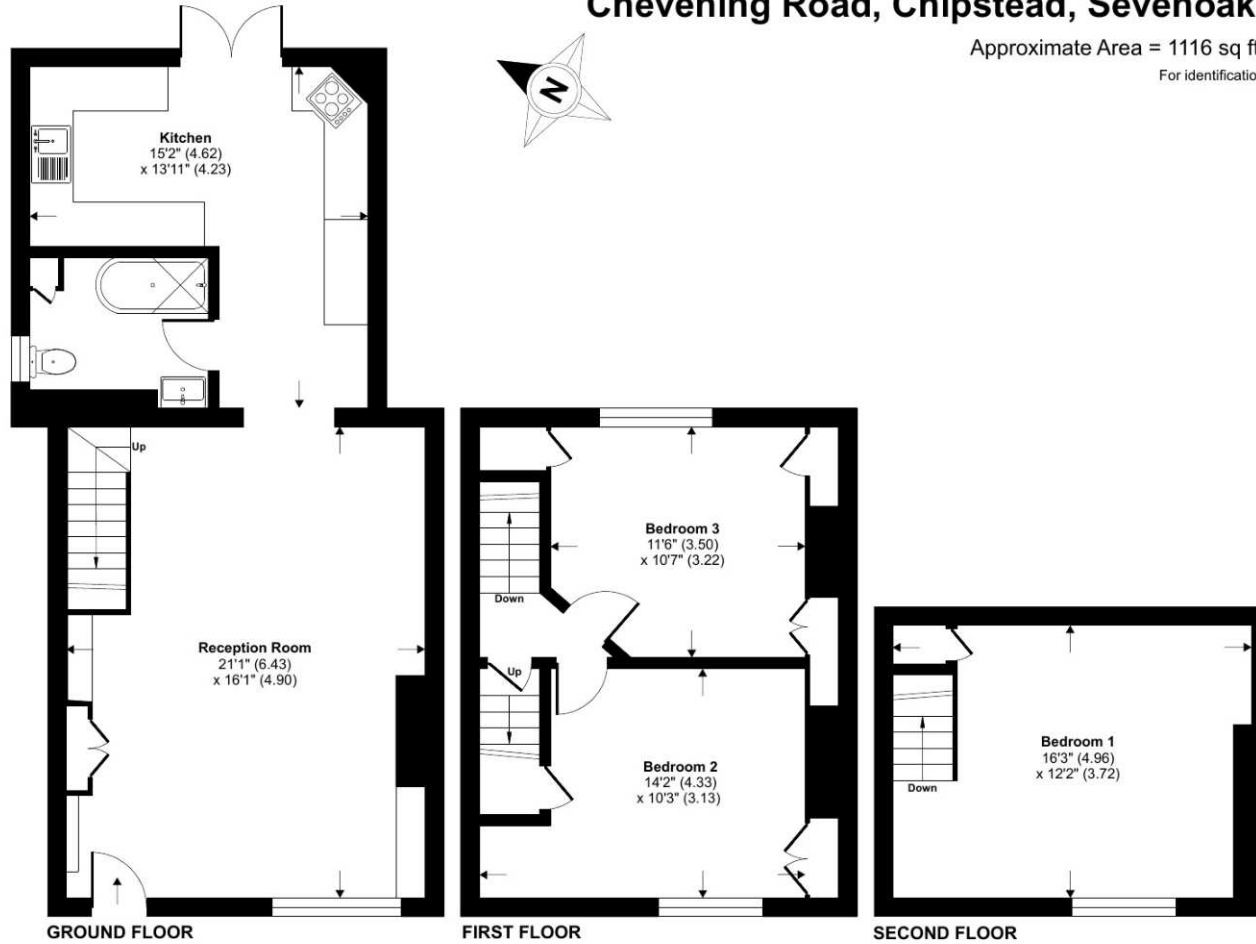 Chevening Road, Chipstead, Sevenoak
Approximate Area = 1116 sq ft
For identificatio
N
Kitchen
15'2" (4.62)
x 13'11" (4.23)
Up
Reception Room
21'1" (6.43)
x 16'1" (4.90)
GROUND FLOOR
Bedroom 3
11'6" (3.50)
x 10'7" (3.22)
Down
Up
Bedroom 2
14'2" (4.33)
x 10'3" (3.13)
FIRST FLOOR
Bedroom 1
16'3" (4.96)
x 12'2" (3.72)
Down
SECOND FLOOR